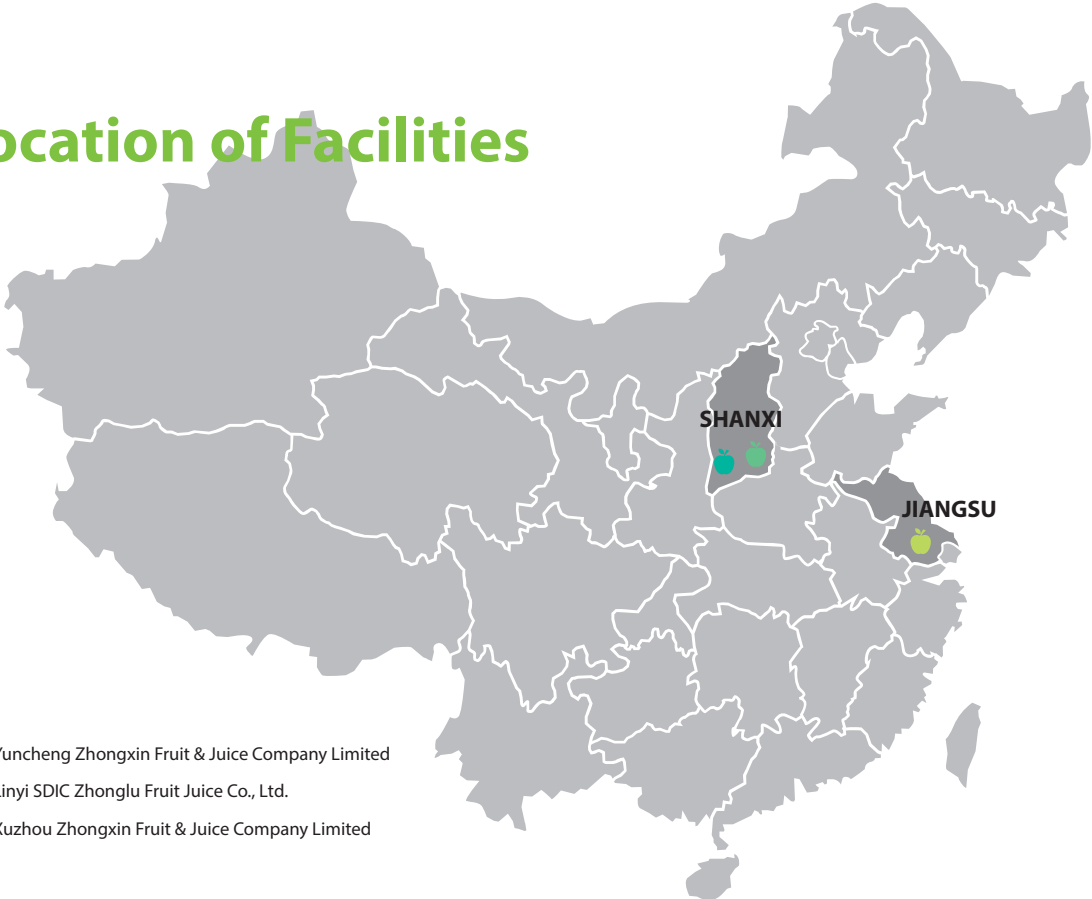 ocation of Facilities
SHANXI
JIANGSU
Yuncheng Zhongxin Fruit & Juice Company Limited
Linyi SDIC Zhonglu Fruit Juice Co., Ltd.
Xuzhou Zhongxin Fruit & Juice Company Limited